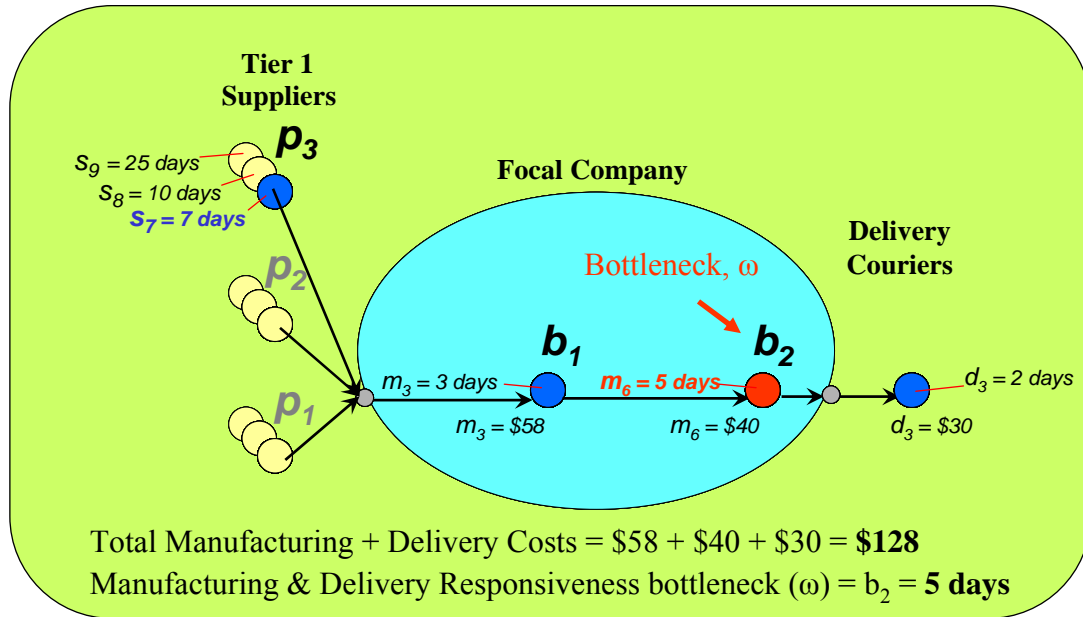 Tier 1
Suppliers
p₃
s₉ = 25 days
s₈ = 10 days
s₇ = 7 days
Focal Company
Delivery
Couriers
Bottleneck, ω
p₂
b₁
b₂
m₃ = 3 days
m₆ = 5 days
d₃ = 2 days
p₁
m₃ = $58
m₆ = $40
d₃ = $30
Total Manufacturing + Delivery Costs = $58 + $40 + $30 = $128
Manufacturing & Delivery Responsiveness bottleneck (ω) = b₂ = 5 days